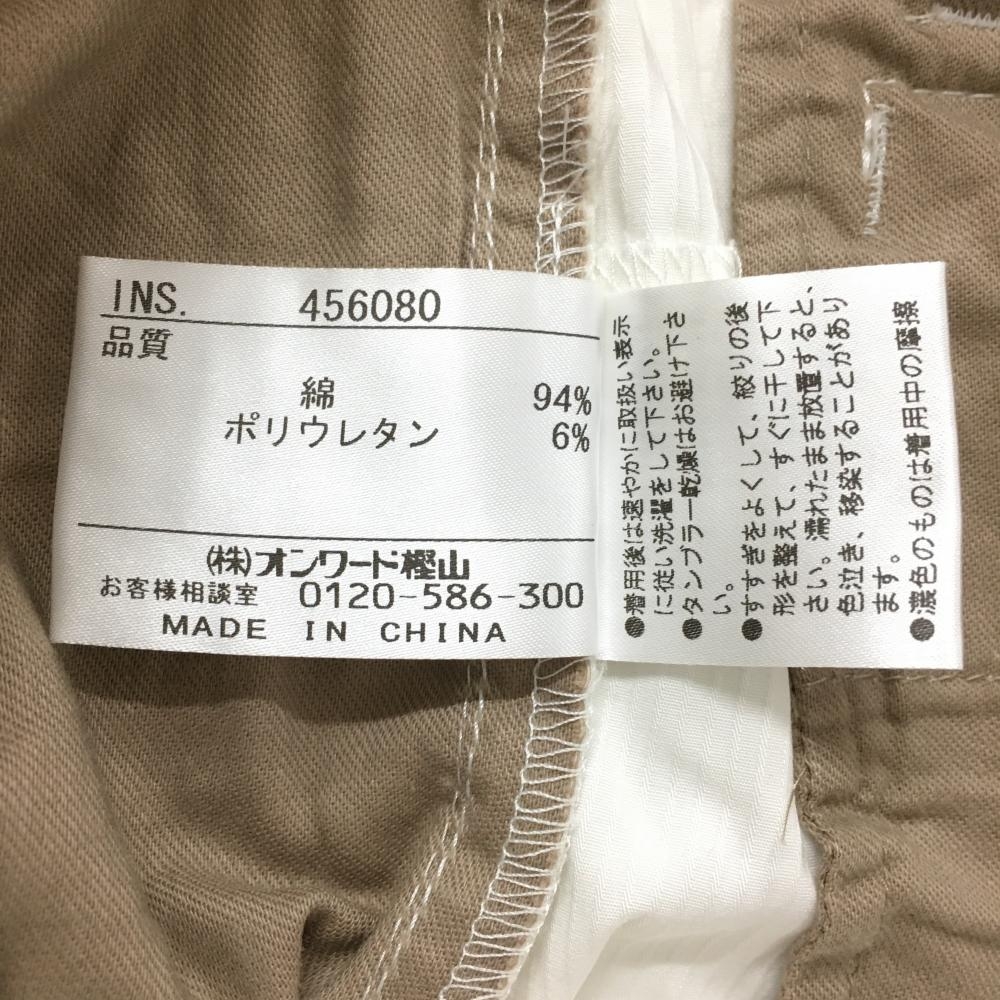 INS. 456080
品質
綿 94%
ポリウレタン 6%
(株)オンワード樫山
お客様相談室 0120-586-300
MADE IN CHINA
●着用後は速やかに取扱い表示
に従い洗濯をして下さい。
●タンブラー乾燥はお避け下さ
い。
●すすぎをよくして、絞りの後
形を整えて、すぐに干して下
さい。濡れたまま放置すると、
色泣き、移染することがあり
ます。
●濃色のものは着用中の摩擦